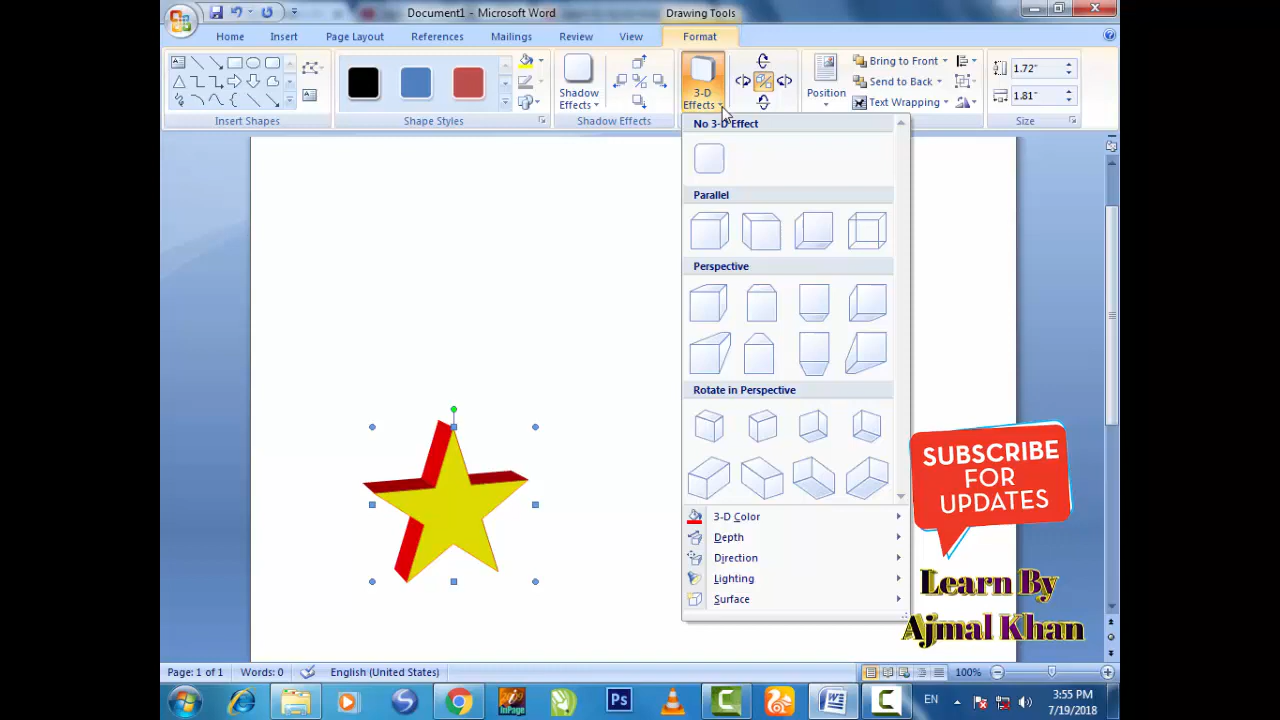 Document1 - Microsoft Word
Drawing Tools
Home
Insert
Page Layout
References
Mailings
Review
View
Format
Shadow
Effects
3-D
Effects
Position
Bring to Front
Send to Back
Text Wrapping
1.72"
1.81"
Insert Shapes
Shape Styles
Shadow Effects
Size
No 3-D Effect
Parallel
Perspective
Rotate in Perspective
3-D Color
Depth
Direction
Lighting
Surface
SUBSCRIBE
FOR
UPDATES
Learn By
Ajmal Khan
Page: 1 of 1
Words: 0
English (United States)
100%
InPage
Ps
EN
3:55 PM
7/19/2018